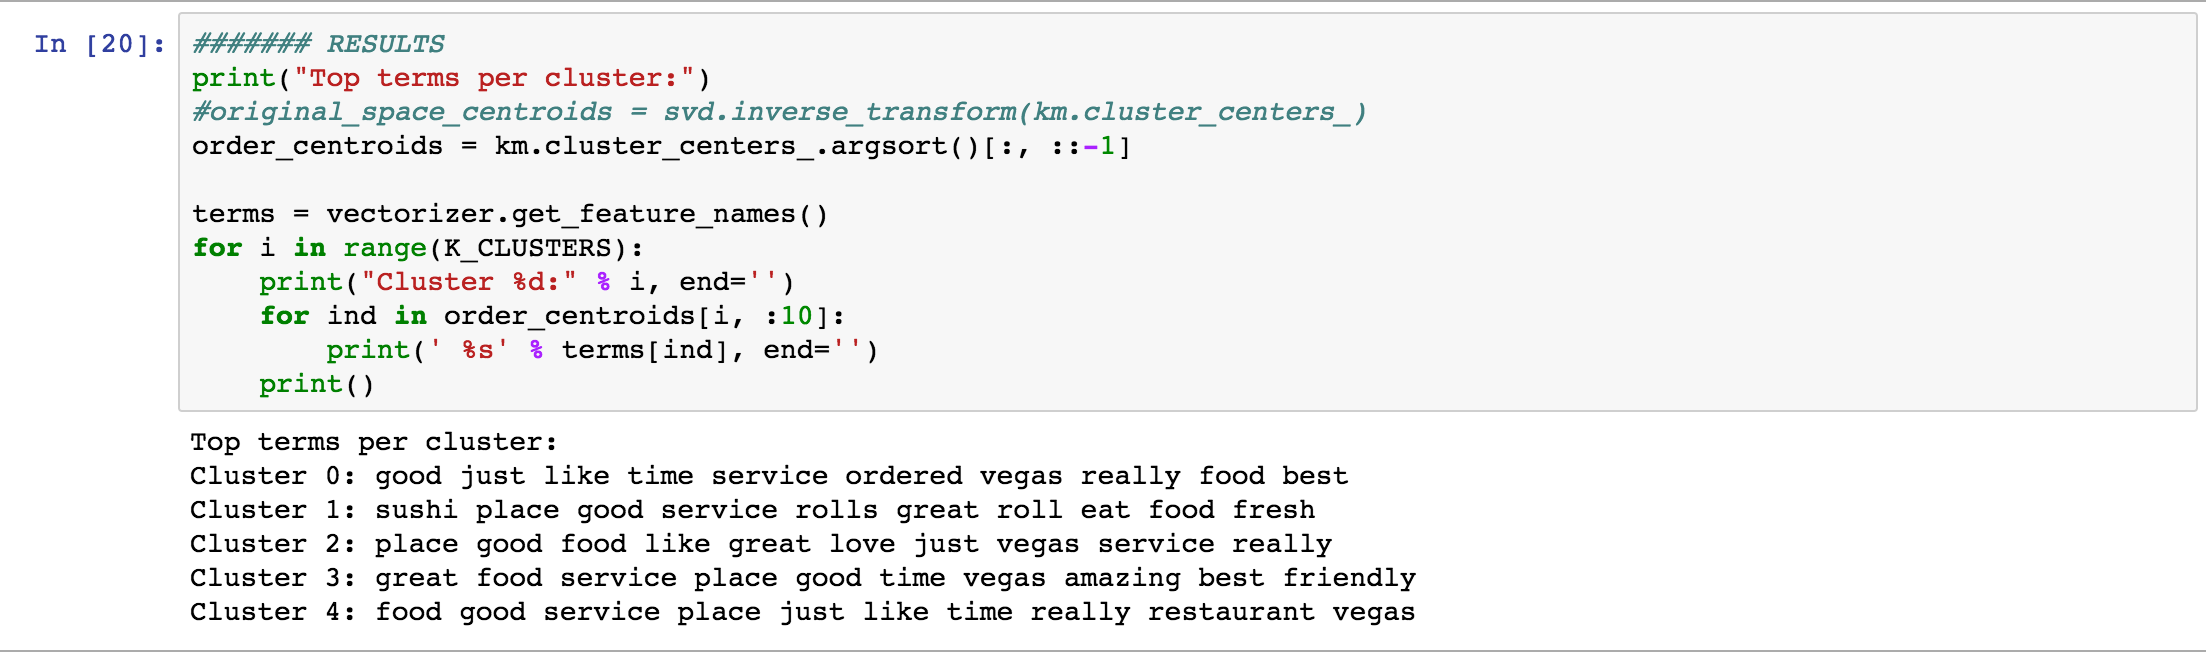 In [20]: ####### RESULTS
print("Top terms per cluster:")
#original_space_centroids = svd.inverse_transform(km.cluster_centers_)
order_centroids = km.cluster_centers_.argsort()[:, ::-1]

terms = vectorizer.get_feature_names()
for i in range(K_CLUSTERS):
    print("Cluster %d:" % i, end='')
    for ind in order_centroids[i, :10]:
        print(' %s' % terms[ind], end='')
    print()
Top terms per cluster:
Cluster 0: good just like time service ordered vegas really food best
Cluster 1: sushi place good service rolls great roll eat food fresh
Cluster 2: place good food like great love just vegas service really
Cluster 3: great food service place good time vegas amazing best friendly
Cluster 4: food good service place just like time really restaurant vegas